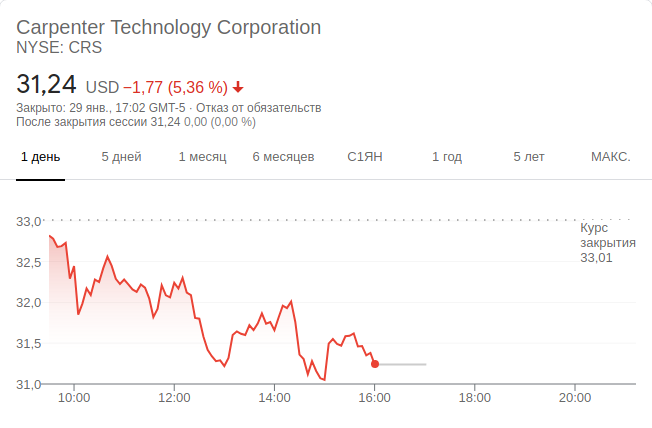 Carpenter Technology Corporation
NYSE: CRS
31,24 USD −1,77 (5,36 %)
Закрыто: 29 янв., 17:02 GMT-5 · Отказ от обязательств
После закрытия сессии 31,24 0,00 (0,00 %)
1 день 5 дней 1 месяц 6 месяцев С1ЯН 1 год 5 лет МАКС.
33,0
Курс
закрытия
33,01
32,5
32,0
31,5
31,0
10:00 12:00 14:00 16:00 18:00 20:00